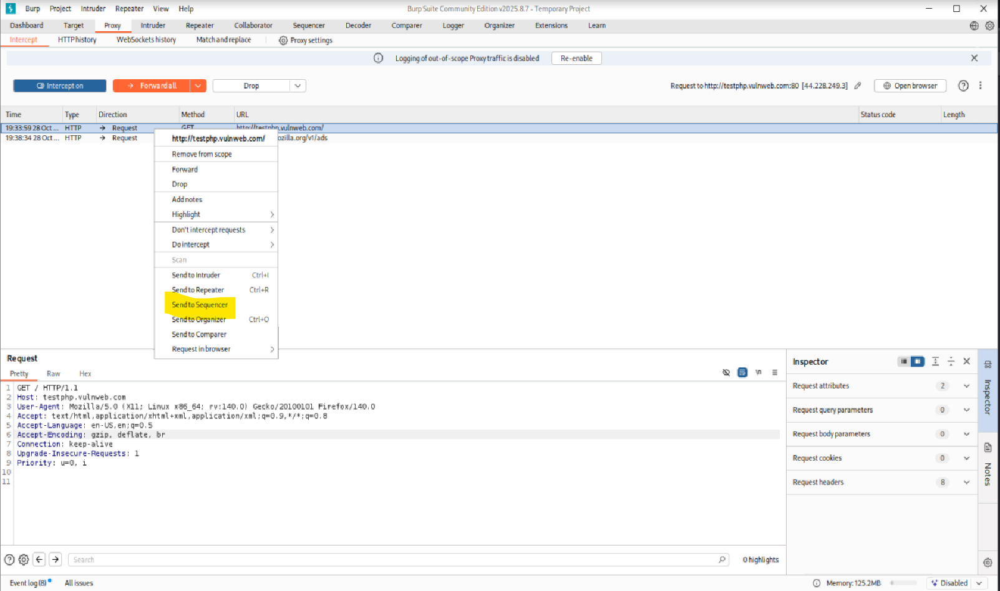 Burp Project Intruder Repeater View Help Burp Suite Community Edition v2025.8.7 - Temporary Project
Dashboard Target Proxy Intruder Repeater Collaborator Sequencer Decoder Comparer Logger Organizer Extensions Learn
Intercept HTTP history WebSockets history Match and replace Proxy settings
Logging of out-of-scope Proxy traffic is disabled Re-enable
Intercept on Forward all Drop Request to http://testphp.vulnweb.com:80 [44.228.249.3] Open browser
Time Type Direction Method URL Status code Length
19:33:59 28 Oct ... HTTP Request GET http://testphp.vulnweb.com/
19:38:34 28 Oct ... HTTP Request ozilla.org/v1/ads
http://testphp.vulnweb.com/
Remove from scope
Forward
Drop
Add notes
Highlight
Don't intercept requests
Do intercept
Scan
Send to Intruder Ctrl+I
Send to Repeater Ctrl+R
Send to Sequencer
Send to Organizer Ctrl+O
Send to Comparer
Request in browser
Request
Pretty Raw Hex
\n
1 GET / HTTP/1.1
2 Host: testphp.vulnweb.com
3 User-Agent: Mozilla/5.0 (X11; Linux x86_64; rv:140.0) Gecko/20100101 Firefox/140.0
4 Accept: text/html,application/xhtml+xml,application/xml;q=0.9,*/*;q=0.8
5 Accept-Language: en-US,en;q=0.5
6 Accept-Encoding: gzip, deflate, br
7 Connection: keep-alive
8 Upgrade-Insecure-Requests: 1
9 Priority: u=0, i
10
11
Inspector
Request attributes 2
Request query parameters 0
Request body parameters 0
Request cookies 0
Request headers 8
Inspector
Notes
Search 0 highlights
Event log (8) All issues Memory: 125.2MB Disabled